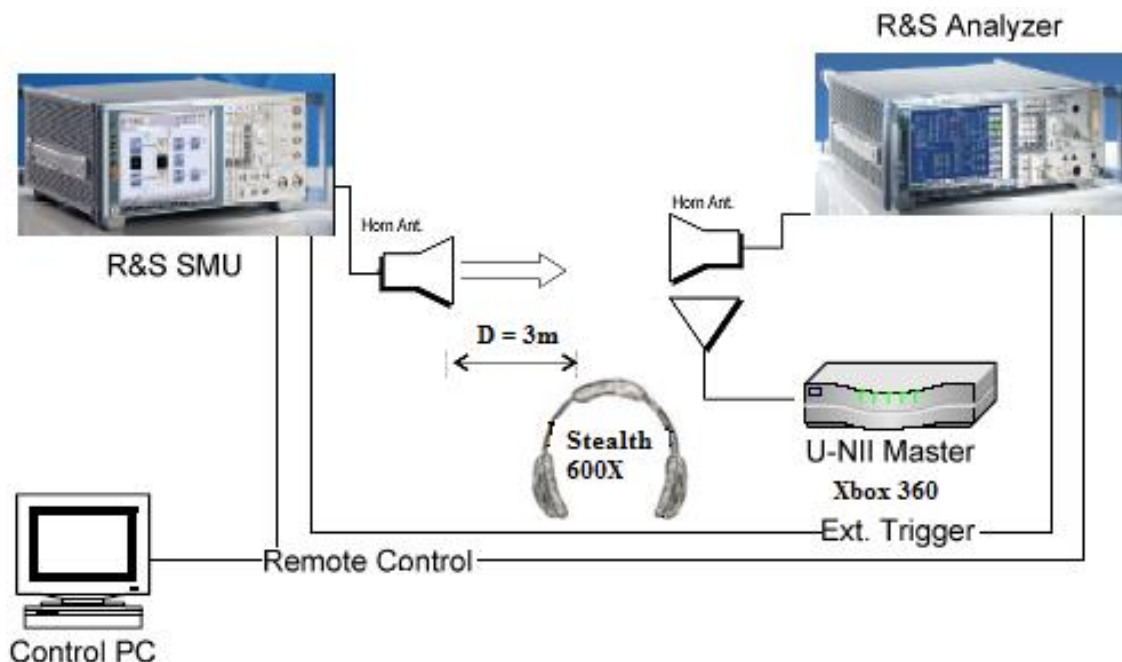 R&S Analyzer
Horn Ant.
Horn Ant.
R&S SMU
D = 3m
Stealth
600X
U-NII Master
Xbox 360
Ext. Trigger
Remote Control
Control PC